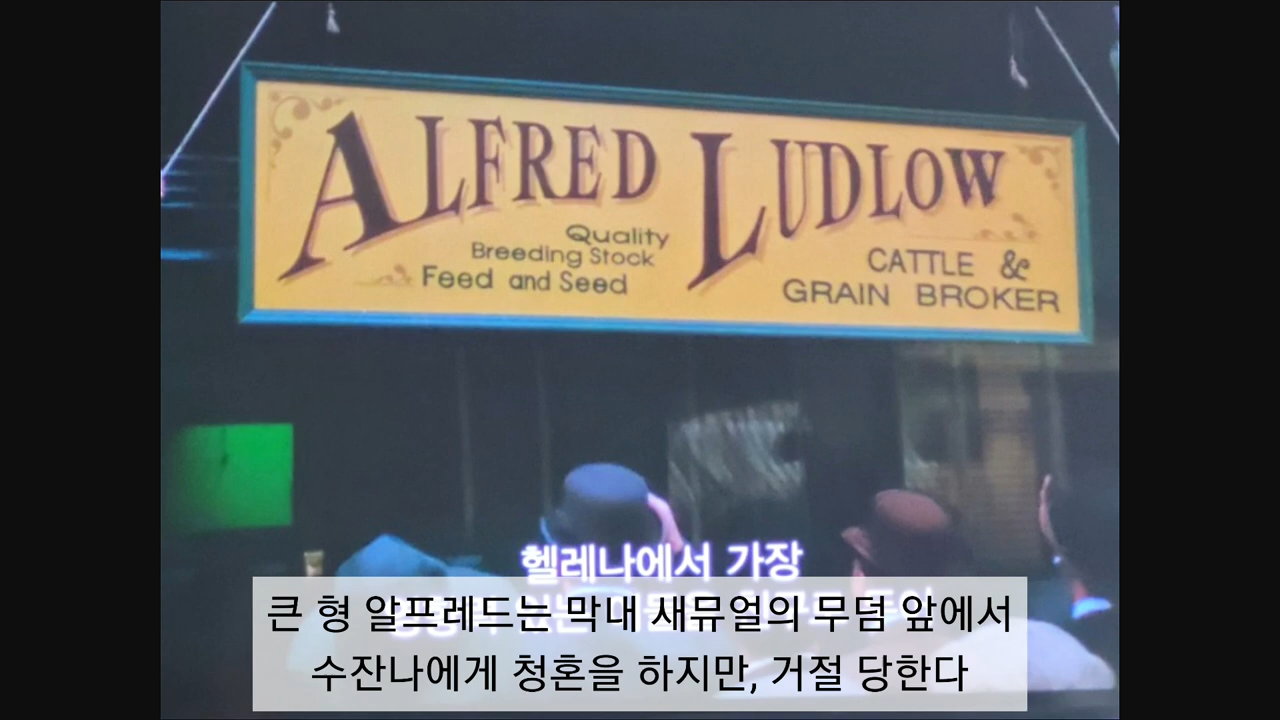 ALFRED LUDLOW
Quality
Breeding Stock
Feed and Seed
CATTLE &
GRAIN BROKER
헬레나에서 가장
큰 형 알프레드는 막내 새뮤얼의 무덤 앞에서
수잔나에게 청혼을 하지만, 거절 당한다